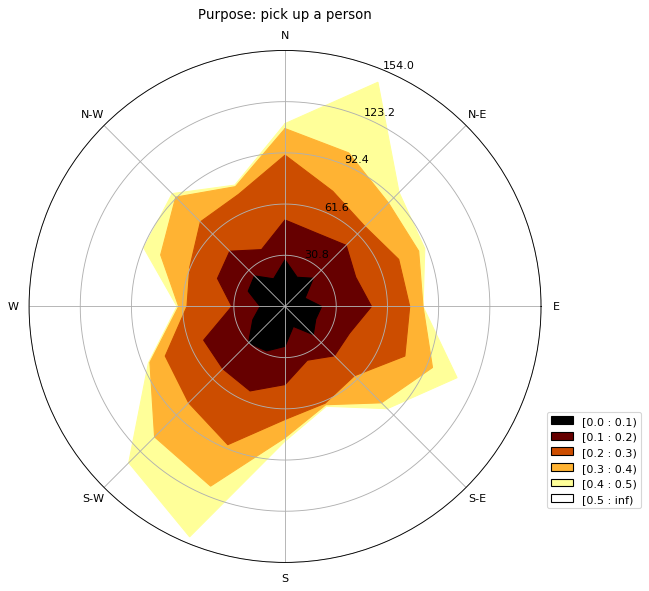 Purpose: pick up a person
N
154.0
N-W
N-E
123.2
92.4
61.6
30.8
W
E
[0.0 : 0.1)
[0.1 : 0.2)
[0.2 : 0.3)
[0.3 : 0.4)
[0.4 : 0.5)
[0.5 : inf)
S-W
S-E
S